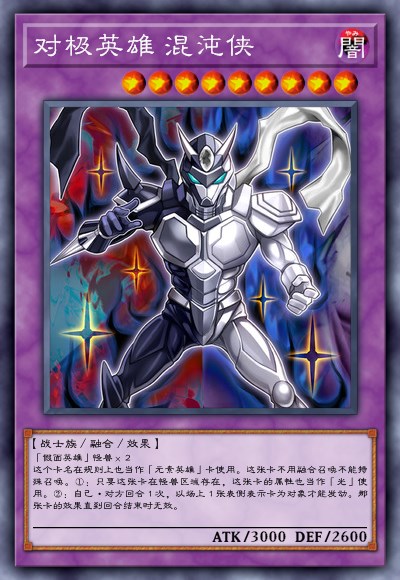 对极英雄 混沌侠
闇
やみ
【战士族／融合／效果】
「假面英雄」怪兽×2
这个卡名在规则上也当作「元素英雄」卡使用。这张卡不用融合召唤不能特
殊召唤。①：只要这张卡在怪兽区域存在，这张卡的属性也当作「光」使
用。②：自己·对方回合1次，以场上1张表侧表示卡为对象才能发动。那
张卡的效果直到回合结束时无效。
ATK/3000 DEF/2600